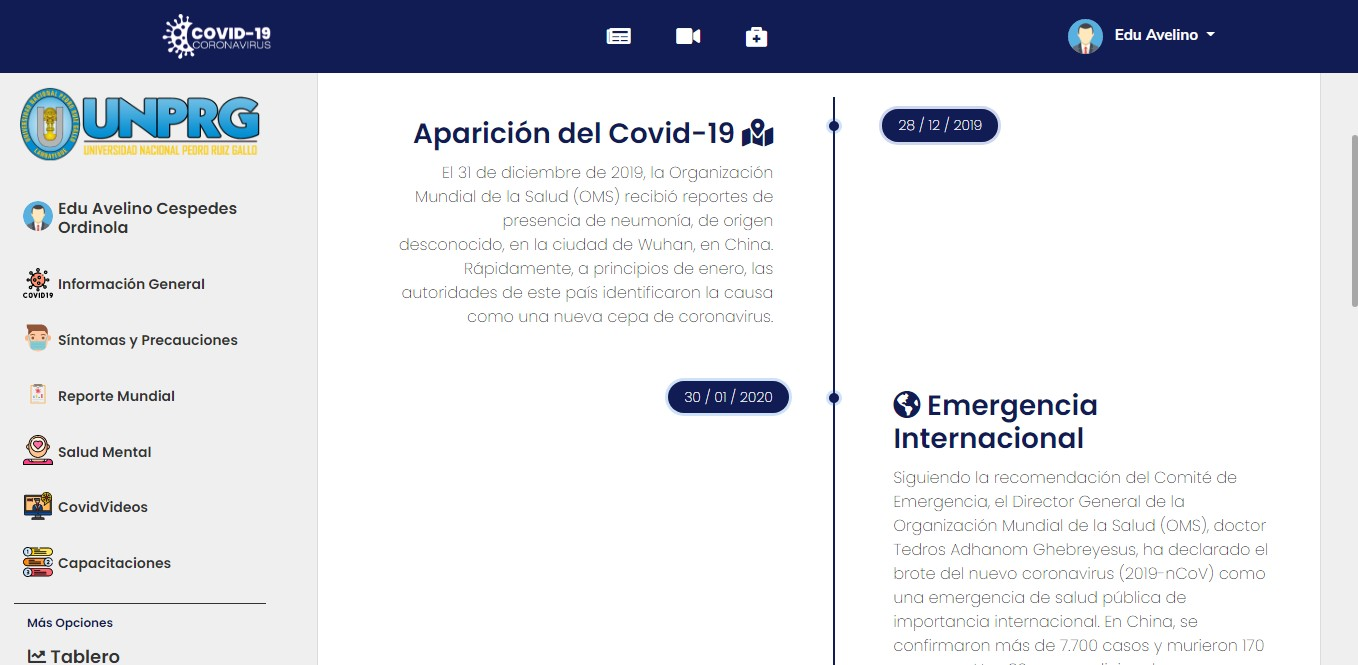 COVID-19
CORONAVIRUS
Edu Avelino
UNPRG
UNIVERSIDAD NACIONAL PEDRO RUIZ GALLO
Edu Avelino Cespedes
Ordinola
COVID19
Información General
Síntomas y Precauciones
Reporte Mundial
Salud Mental
CovidVideos
1
2
3
Capacitaciones
Más Opciones
Tablero
Aparición del Covid-19
28 / 12 / 2019
El 31 de diciembre de 2019, la Organización
Mundial de la Salud (OMS) recibió reportes de
presencia de neumonía, de origen
desconocido, en la ciudad de Wuhan, en China.
Rápidamente, a principios de enero, las
autoridades de este país identificaron la causa
como una nueva cepa de coronavirus.
30 / 01 / 2020
Emergencia
Internacional
Siguiendo la recomendación del Comité de
Emergencia, el Director General de la
Organización Mundial de la Salud (OMS), doctor
Tedros Adhanom Ghebreyesus, ha declarado el
brote del nuevo coronavirus (2019-nCoV) como
una emergencia de salud pública de
importancia internacional. En China, se
confirmaron más de 7.700 casos y murieron 170